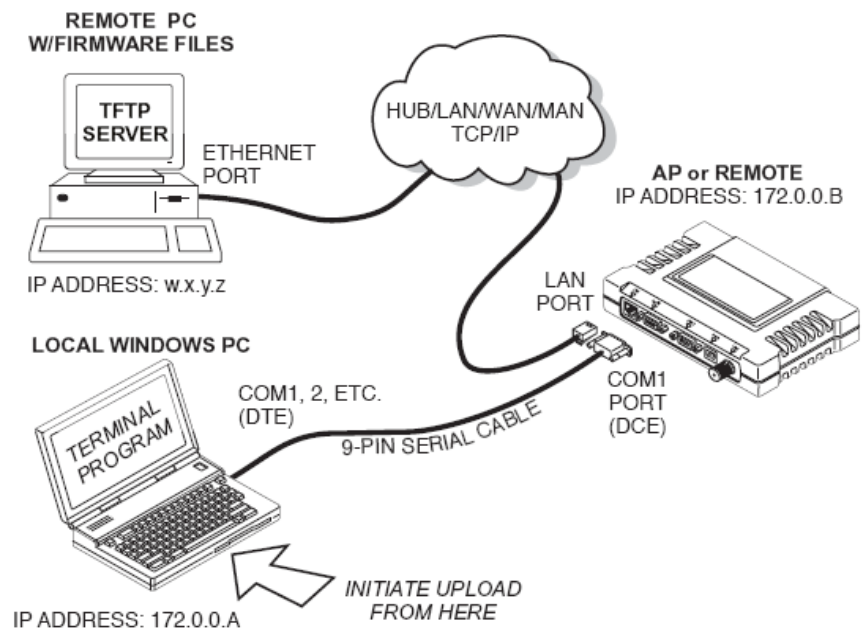 REMOTE PC
W/FIRMWARE FILES
TFTP
SERVER
ETHERNET
PORT
IP ADDRESS: w.x.y.z
HUB/LAN/WAN/MAN
TCP/IP
AP or REMOTE
IP ADDRESS: 172.0.0.B
LAN
PORT
COM1
PORT
(DCE)
LOCAL WINDOWS PC
COM1, 2, ETC.
(DTE)
9-PIN SERIAL CABLE
TERMINAL
PROGRAM
INITIATE UPLOAD
FROM HERE
IP ADDRESS: 172.0.0.A